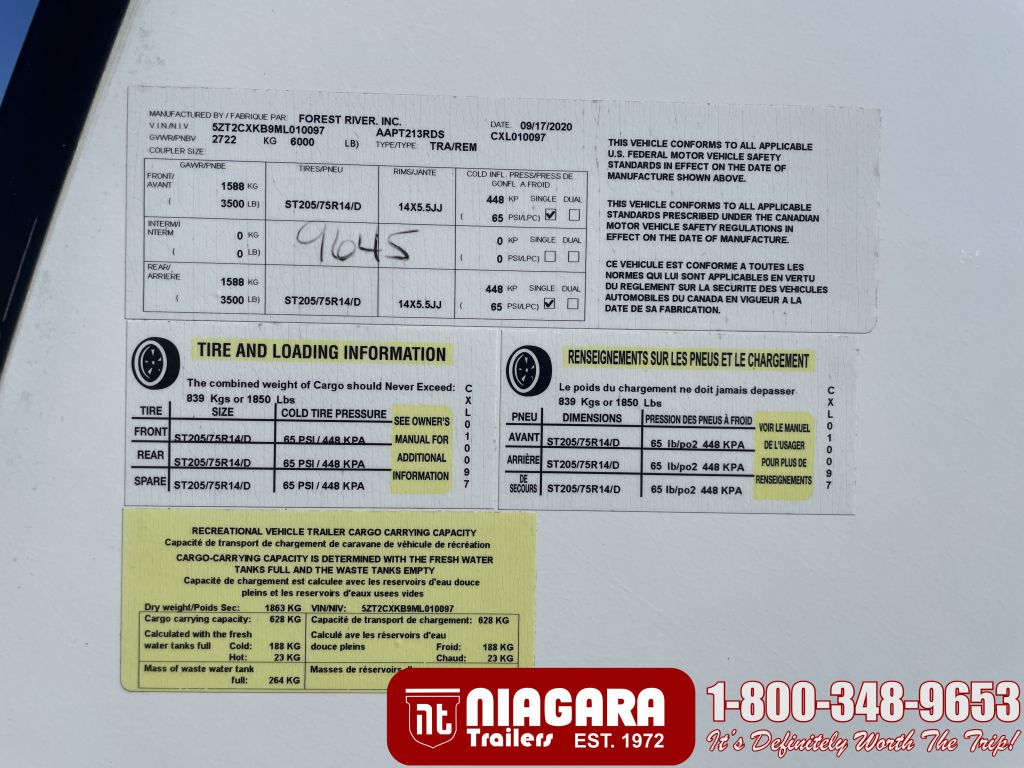 MANUFACTURED BY / FABRIQUE PAR: FOREST RIVER. INC. DATE: 09/17/2020
V.I.N./N.I.V 5ZT2CXKB9ML010097 AAPT213RDS CXL010097
GVWR/PNBV 2722 KG 6000 LB) TYPE/TYPE: TRA/REM
COUPLER SIZE:
GAWR/PNBE TIRES/PNEU RIMS/JANTE COLD INFL. PRESS/PRESS DE GONFL. A FROID
FRONT/ AVANT 1588 KG 448 KP SINGLE DUAL
( 3500 LB) ST205/75R14/D 14X5.5JJ ( 65 PSI/LPC)
INTERM/I NTERM 0 KG 0 KP SINGLE DUAL
( 0 LB) 9645 ( 0 PSI/LPC)
REAR/ ARRIERE 1588 KG 448 KP SINGLE DUAL
( 3500 LB) ST205/75R14/D 14X5.5JJ ( 65 PSI/LPC)
THIS VEHICLE CONFORMS TO ALL APPLICABLE
U.S. FEDERAL MOTOR VEHICLE SAFETY
STANDARDS IN EFFECT ON THE DATE OF
MANUFACTURE SHOWN ABOVE.
THIS VEHICLE CONFORMS TO ALL APPLICABLE
STANDARDS PRESCRIBED UNDER THE CANADIAN
MOTOR VEHICLE SAFETY REGULATIONS IN
EFFECT ON THE DATE OF MANUFACTURE.
CE VEHICULE EST CONFORME A TOUTES LES
NORMES QUI LUI SONT APPLICABLES EN VERTU
DU REGLEMENT SUR LA SECURITE DES VEHICULES
AUTOMOBILES DU CANADA EN VIGUEUR A LA
DATE DE SA FABRICATION.
TIRE AND LOADING INFORMATION
The combined weight of Cargo should Never Exceed:
839 Kgs or 1850 Lbs
TIRE SIZE COLD TIRE PRESSURE
FRONT ST205/75R14/D 65 PSI / 448 KPA
REAR ST205/75R14/D 65 PSI / 448 KPA
SPARE ST205/75R14/D 65 PSI / 448 KPA
SEE OWNER'S
MANUAL FOR
ADDITIONAL
INFORMATION
CXL010097
RENSEIGNEMENTS SUR LES PNEUS ET LE CHARGEMENT
Le poids du chargement ne doit jamais depasser
839 Kgs or 1850 Lbs
PNEU DIMENSIONS PRESSION DES PNEUS À FROID
AVANT ST205/75R14/D 65 lb/po2 448 KPA
ARRIÈRE ST205/75R14/D 65 lb/po2 448 KPA
DE SECOURS ST205/75R14/D 65 lb/po2 448 KPA
VOIR LE MANUEL
DE L'USAGER
POUR PLUS DE
RENSEIGNEMENTS
CXL010097
RECREATIONAL VEHICLE TRAILER CARGO CARRYING CAPACITY
Capacité de transport de chargement de caravane de véhicule de récréation
CARGO-CARRYING CAPACITY IS DETERMINED WITH THE FRESH WATER
TANKS FULL AND THE WASTE TANKS EMPTY
Capacité de chargement est calculee avec les reservoirs d'eau douce
pleins et les reservoirs d'eaux usees vides
Dry weight/Poids Sec: 1863 KG VIN/NIV: 5ZT2CXKB9ML010097
Cargo carrying capacity: 628 KG Capacité de transport de chargement: 628 KG
Calculated with the fresh Calculé ave les réservoirs d'eau
water tanks full Cold: 188 KG douce pleins Froid: 188 KG
Hot: 23 KG Chaud: 23 KG
Mass of waste water tank Masses de réservoirs
full: 264 KG
nt NIAGARA
Trailers EST. 1972
1-800-348-9653
It's Definitely Worth The Trip!